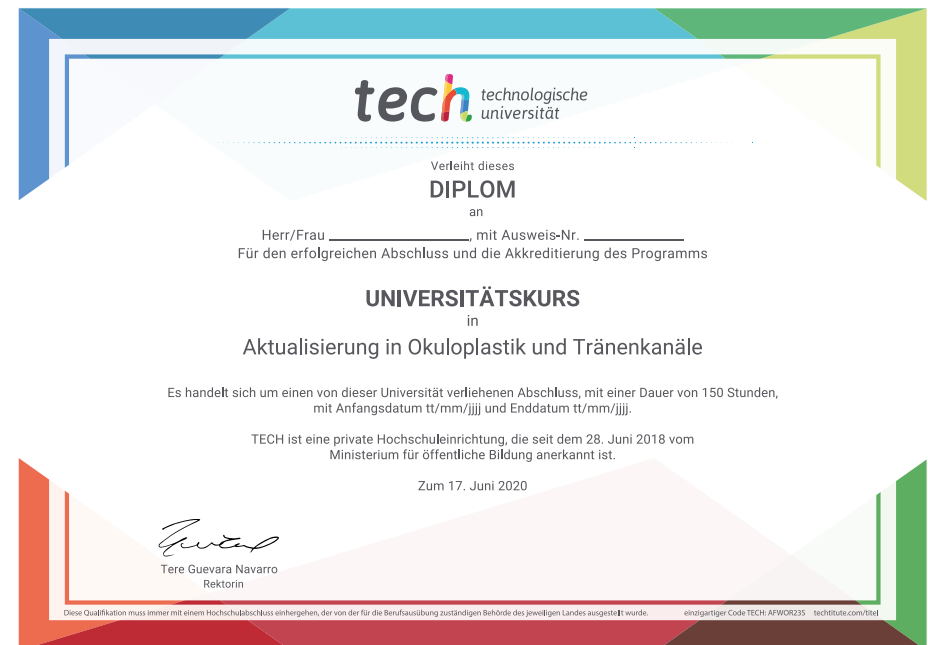 tech technologische
universität
Verleiht dieses
DIPLOM
an
Herr/Frau ____________________, mit Ausweis-Nr. ______________
Für den erfolgreichen Abschluss und die Akkreditierung des Programms
UNIVERSITÄTSKURS
in
Aktualisierung in Okuloplastik und Tränenkanäle
Es handelt sich um einen von dieser Universität verliehenen Abschluss, mit einer Dauer von 150 Stunden,
mit Anfangsdatum tt/mm/jjjj und Enddatum tt/mm/jjjj.
TECH ist eine private Hochschuleinrichtung, die seit dem 28. Juni 2018 vom
Ministerium für öffentliche Bildung anerkannt ist.
Zum 17. Juni 2020
Tere Guevara Navarro
Rektorin
Diese Qualifikation muss immer mit einem Hochschulabschluss einhergehen, der von der für die Berufsausübung zuständigen Behörde des jeweiligen Landes ausgestellt wurde. einzigartiger Code TECH: AFWOR235 techtitute.com/titel